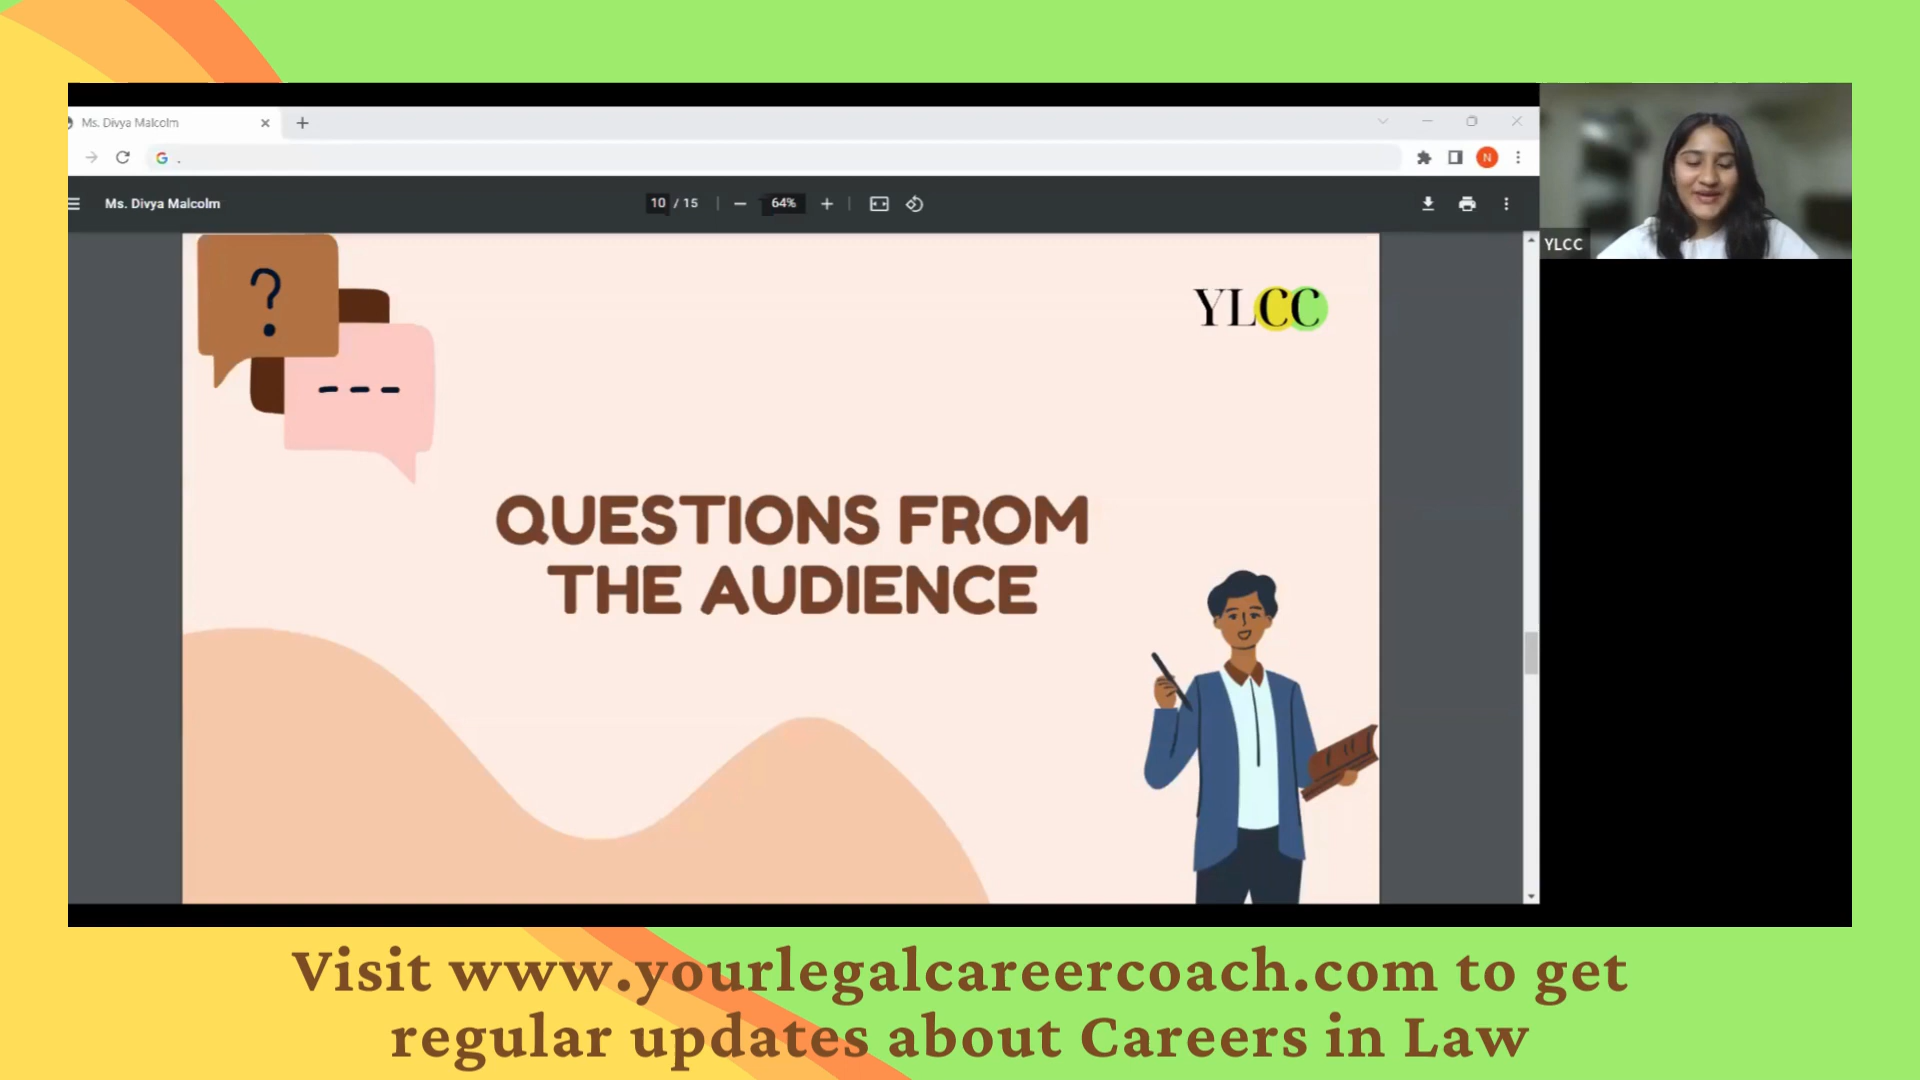 Ms. Divya Malcolm
.
Ms. Divya Malcolm
10 / 15
64%
N
YLCC
?
YLCC
QUESTIONS FROM
THE AUDIENCE
Visit www.yourlegalcareercoach.com to get
regular updates about Careers in Law